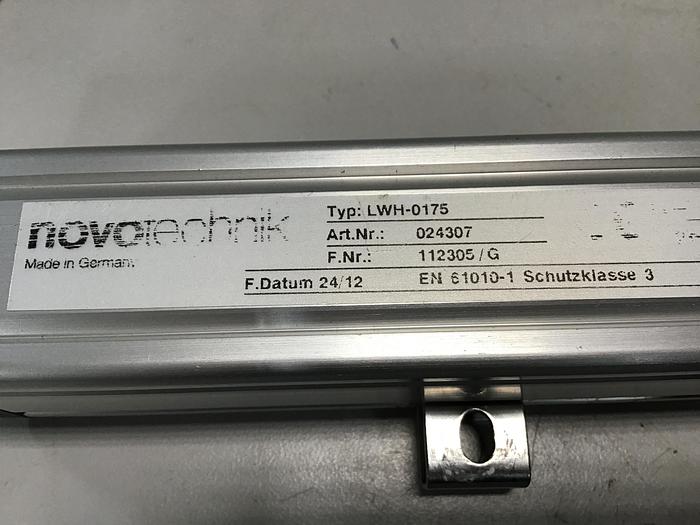 novotechnik
Made in Germany
Typ: LWH-0175
Art.Nr.: 024307
F.Nr.: 112305/G
F.Datum 24/12 EN 61010-1 Schutzklasse 3